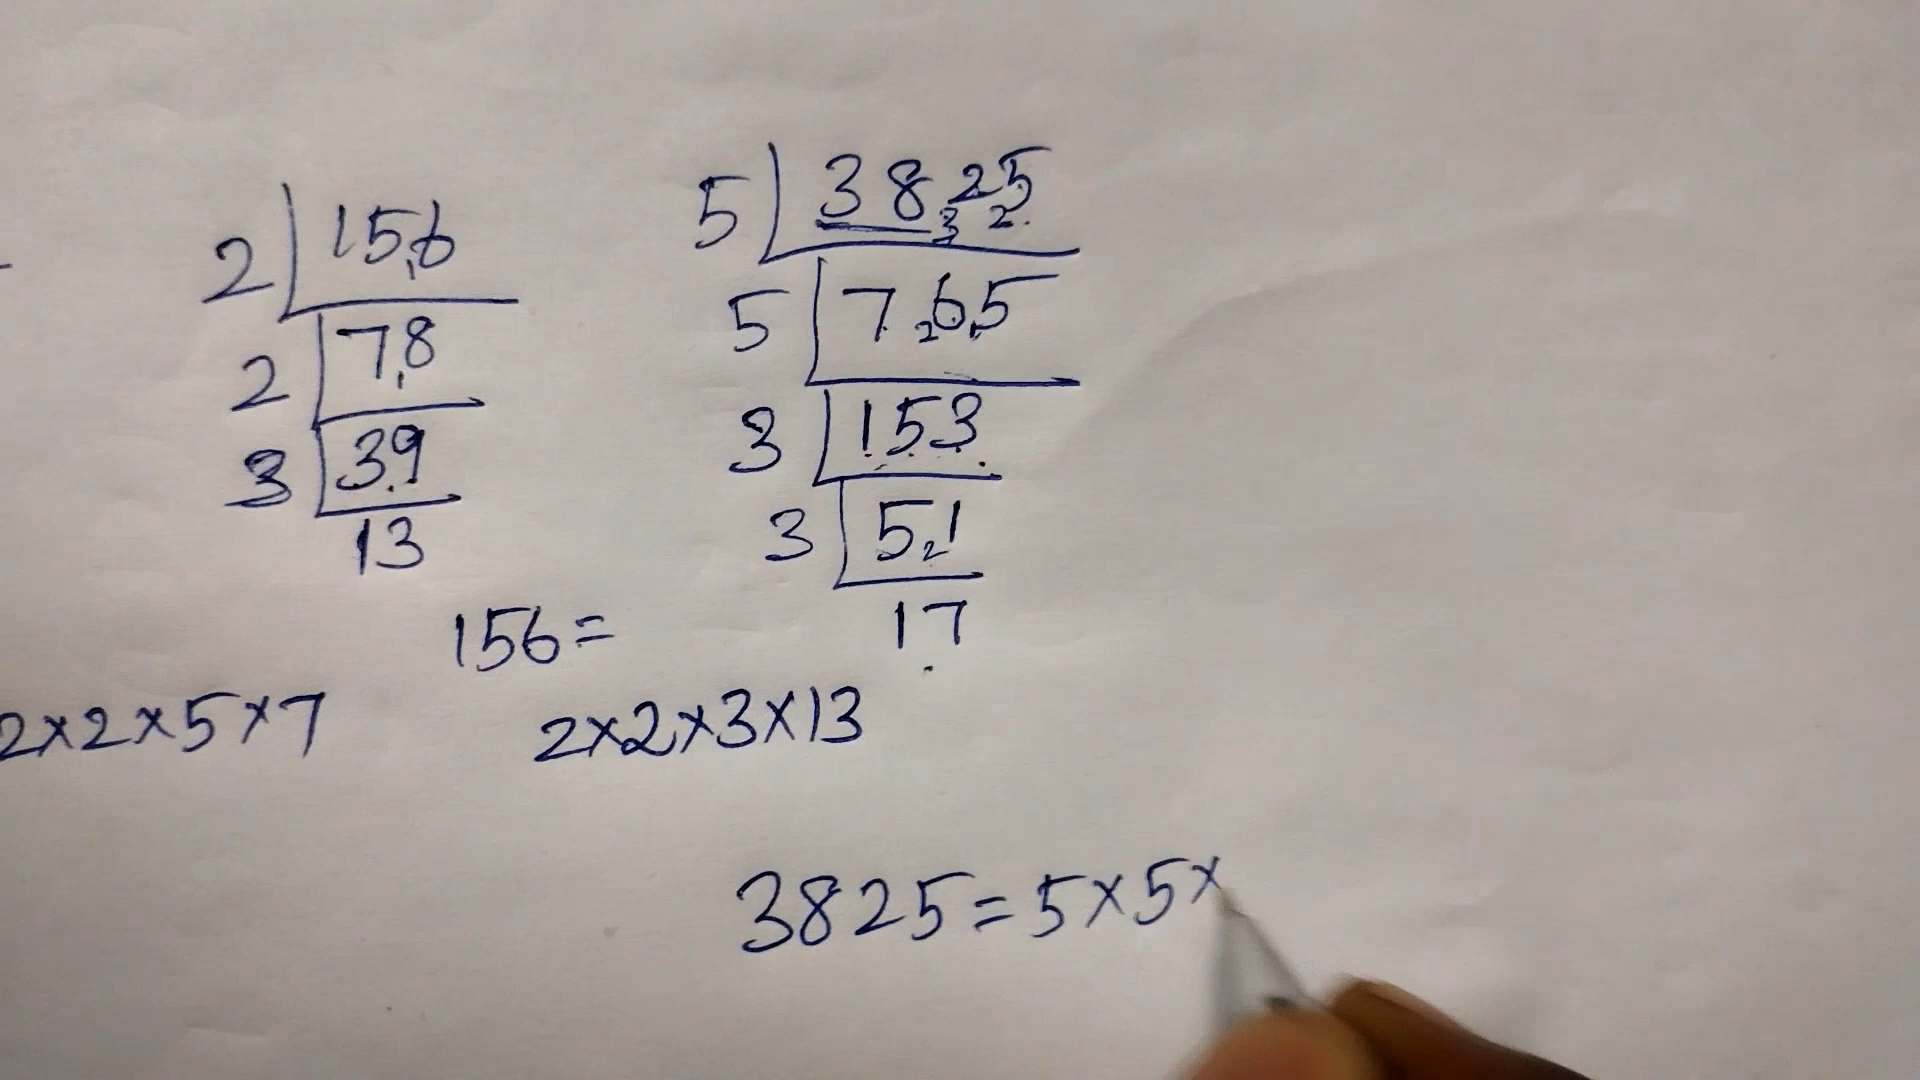 2 | 156
2 | 78
3 | 39
13
5 | 3825
5 | 765
3 | 153
3 | 51
17
156=
2×2×5×7
2×2×3×13
3825=5×5×